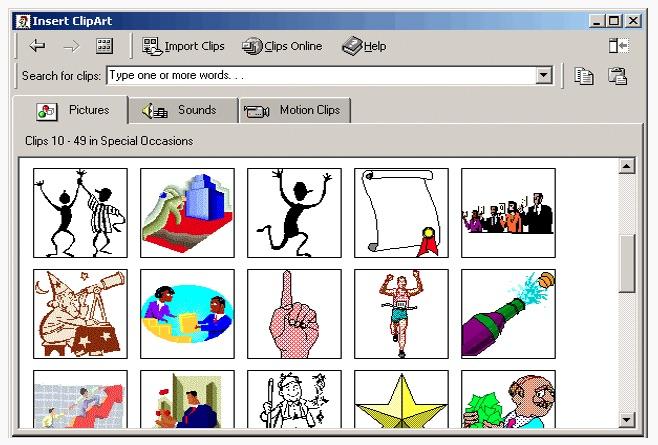 Insert ClipArt
Import Clips Clips Online Help
Search for clips: Type one or more words. . .
Pictures Sounds Motion Clips
Clips 10 - 49 in Special Occasions